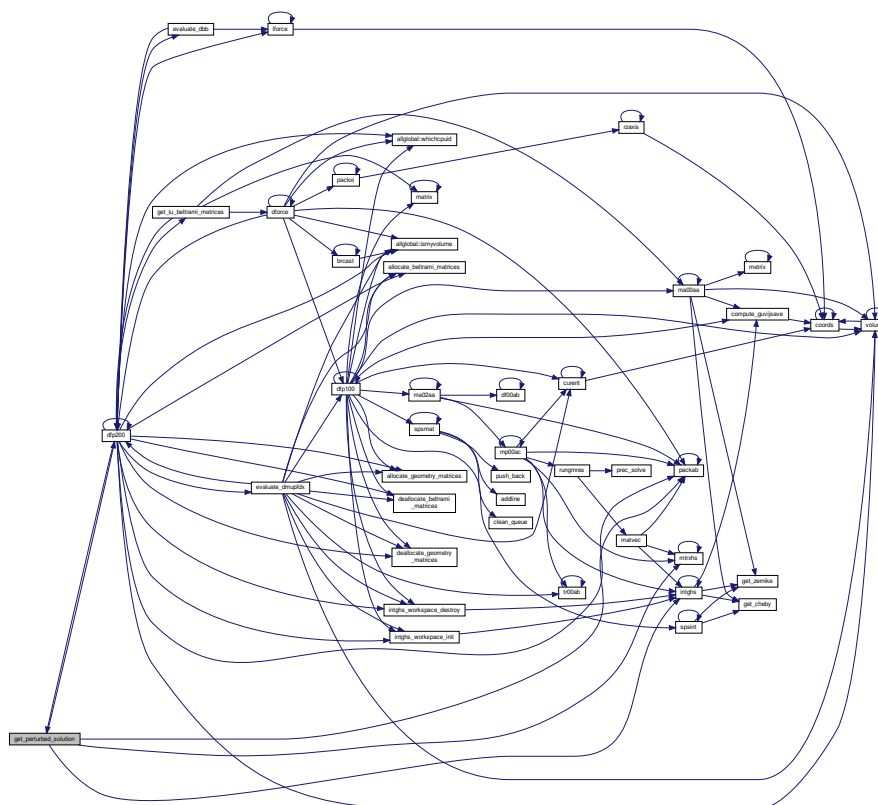 evaluate_dbb
lforce
rzaxis
allglobal::whichcpuid
packxi
matrix
get_lu_beltrami_matrices
dforce
allglobal::ismyvolume
brcast
allocate_beltrami_matrices
matrix
ma00aa
compute_guvijsave
coords
dfp100
ma02aa
df00ab
curent
spsmat
dfp200
mp00ac
rungmres
prec_solve
packab
allocate_geometry_matrices
push_back
evaluate_dmupfdx
deallocate_beltrami
_matrices
addline
clean_queue
matvec
deallocate_geometry
_matrices
mtrxhs
get_zernike
tr00ab
intghs
get_cheby
intghs_workspace_destroy
spsint
intghs_workspace_init
get_perturbed_solution